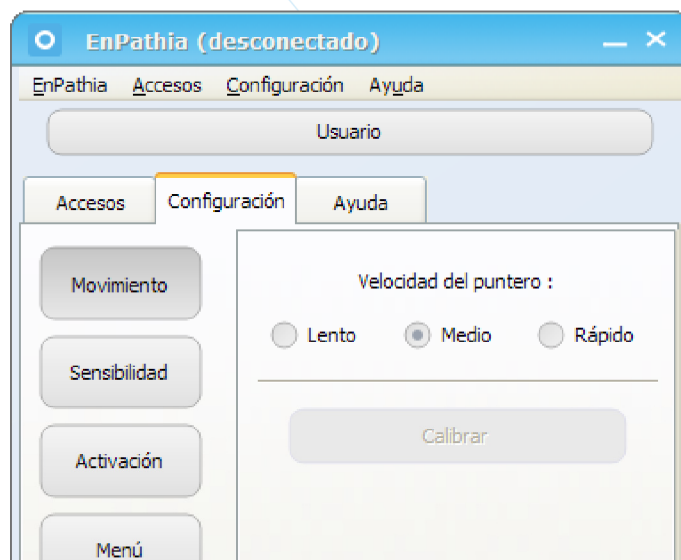 EnPathia (desconectado)
EnPathia Accesos Configuración Ayuda
Usuario
Accesos Configuración Ayuda
Movimiento
Velocidad del puntero :
Lento Medio Rápido
Sensibilidad
Calibrar
Activación
Menú